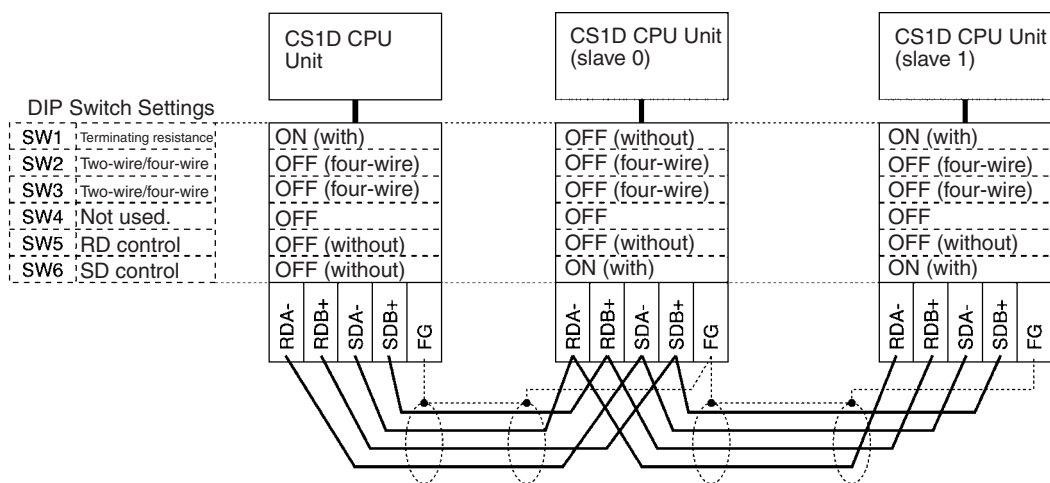 CS1D CPU
Unit
CS1D CPU Unit
(slave 0)
CS1D CPU Unit
(slave 1)
DIP Switch Settings
SW1 Terminating resistance ON (with) OFF (without) ON (with)
SW2 Two-wire/four-wire OFF (four-wire) OFF (four-wire) OFF (four-wire)
SW3 Two-wire/four-wire OFF (four-wire) OFF (four-wire) OFF (four-wire)
SW4 Not used. OFF OFF OFF
SW5 RD control OFF (without) OFF (without) OFF (without)
SW6 SD control OFF (without) ON (with) ON (with)
RDA- RDB+ SDA- SDB+ FG RDA- RDB+ SDA- SDB+ FG RDA- RDB+ SDA- SDB+ FG